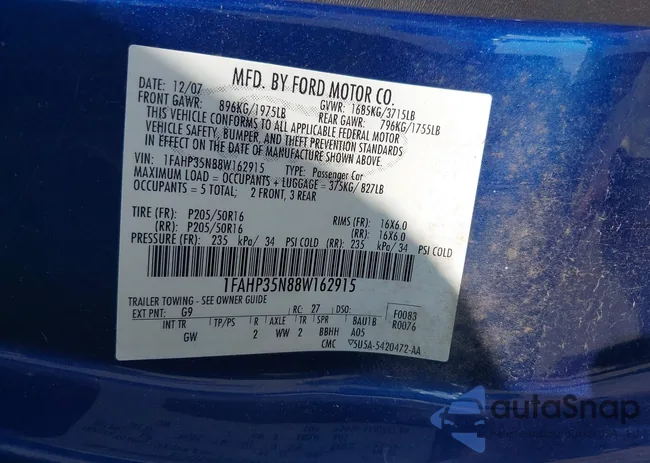 MFD. BY FORD MOTOR CO.
DATE: 12/07 GVWR: 1685KG/3715LB
FRONT GAWR: 896KG/1975LB REAR GAWR: 796KG/1755LB
THIS VEHICLE CONFORMS TO ALL APPLICABLE FEDERAL MOTOR
VEHICLE SAFETY, BUMPER, AND THEFT PREVENTION STANDARDS
IN EFFECT ON THE DATE OF MANUFACTURE SHOWN ABOVE.
VIN: 1FAHP35N88W162915 TYPE: Passenger Car
MAXIMUM LOAD = OCCUPANTS + LUGGAGE = 375KG/ 827LB
OCCUPANTS = 5 TOTAL; 2 FRONT, 3 REAR
TIRE (FR): P205/50R16 RIMS (FR): 16X6.0
(RR): P205/50R16 (RR): 16X6.0
PRESSURE (FR): 235 kPa/ 34 PSI COLD (RR): 235 kPa/ 34 PSI COLD
1FAHP35N88W162915
TRAILER TOWING - SEE OWNER GUIDE
EXT PNT: G9 RC: 27 DSO: F0083
INT TR TP/PS R AXLE TR SPR BAU1B R0076
GW 2 WW 2 BBHH A05
CMC 5U5A-5420472-AA
autoSnap